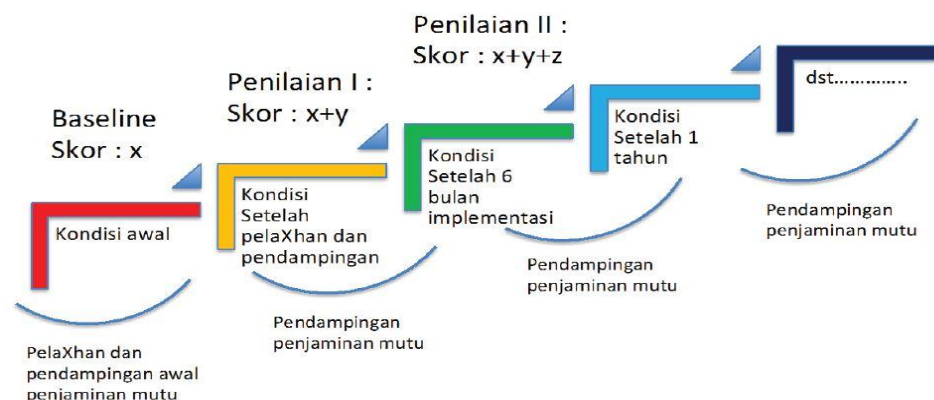 Baseline
Skor : x
Kondisi awal
PelaXhan dan
pendampingan awal
penjaminan mutu
Penilaian I :
Skor : x+y
Kondisi
Setelah
pelaXhan dan
pendampingan
Pendampingan
penjaminan mutu
Penilaian II :
Skor : x+y+z
Kondisi
Setelah 6
bulan
implementasi
Pendampingan
penjaminan mutu
Kondisi
Setelah 1
tahun
Pendampingan
penjaminan mutu
dst.............